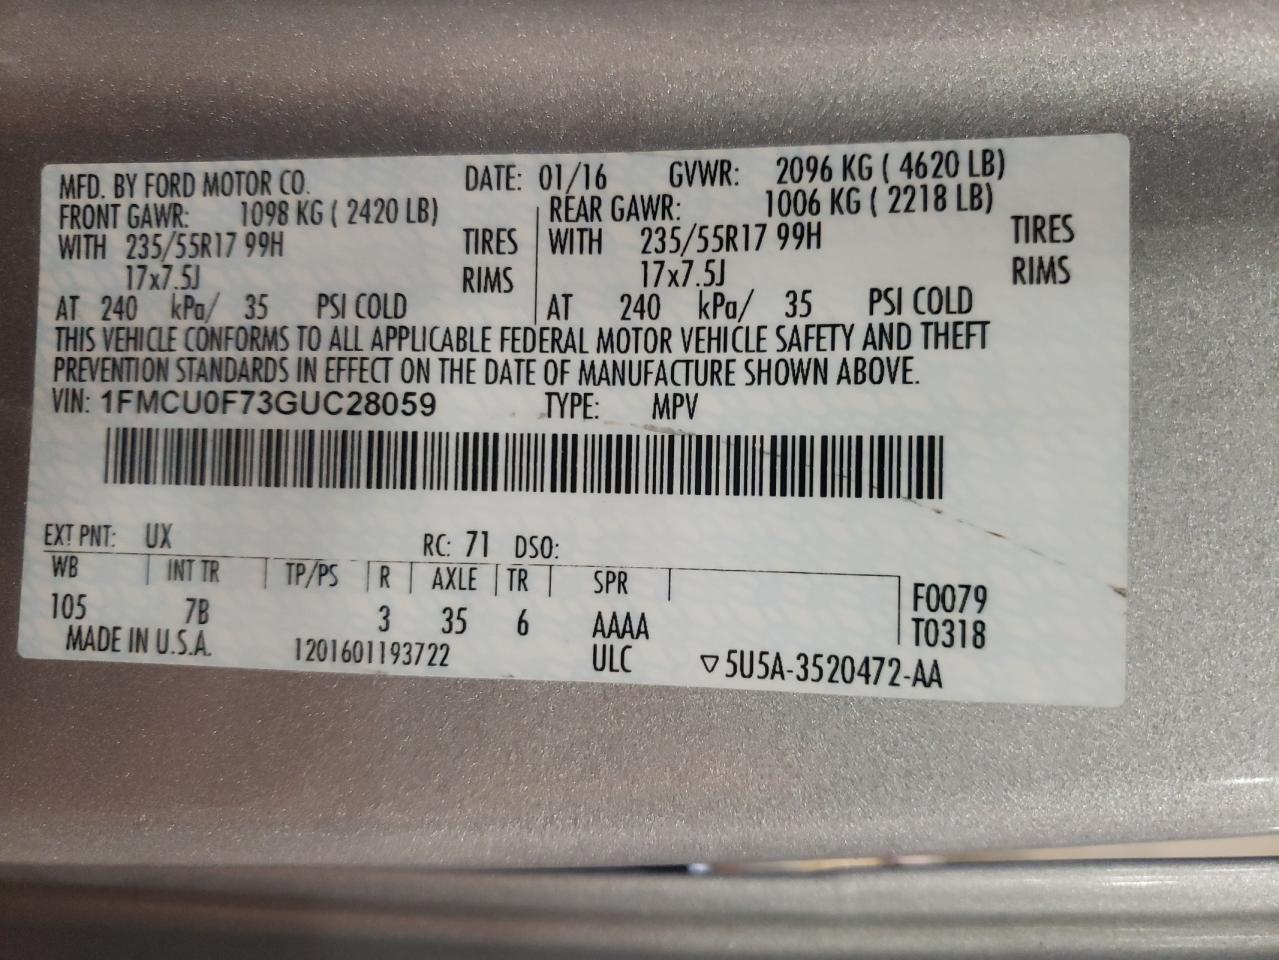 MFD. BY FORD MOTOR CO. DATE: 01/16 GVWR: 2096 KG ( 4620 LB)
FRONT GAWR: 1098 KG ( 2420 LB) REAR GAWR: 1006 KG ( 2218 LB)
WITH 235/55R17 99H TIRES WITH 235/55R17 99H TIRES
17x7.5J RIMS 17x7.5J RIMS
AT 240 kPa/ 35 PSI COLD AT 240 kPa/ 35 PSI COLD
THIS VEHICLE CONFORMS TO ALL APPLICABLE FEDERAL MOTOR VEHICLE SAFETY AND THEFT
PREVENTION STANDARDS IN EFFECT ON THE DATE OF MANUFACTURE SHOWN ABOVE.
VIN: 1FMCU0F73GUC28059 TYPE: MPV
EXT PNT: UX RC: 71 DSO:
WB INT TR TP/PS R AXLE TR SPR F0079
105 7B 3 35 6 AAAA T0318
MADE IN U.S.A. 1201601193722 ULC ▽5U5A-3520472-AA